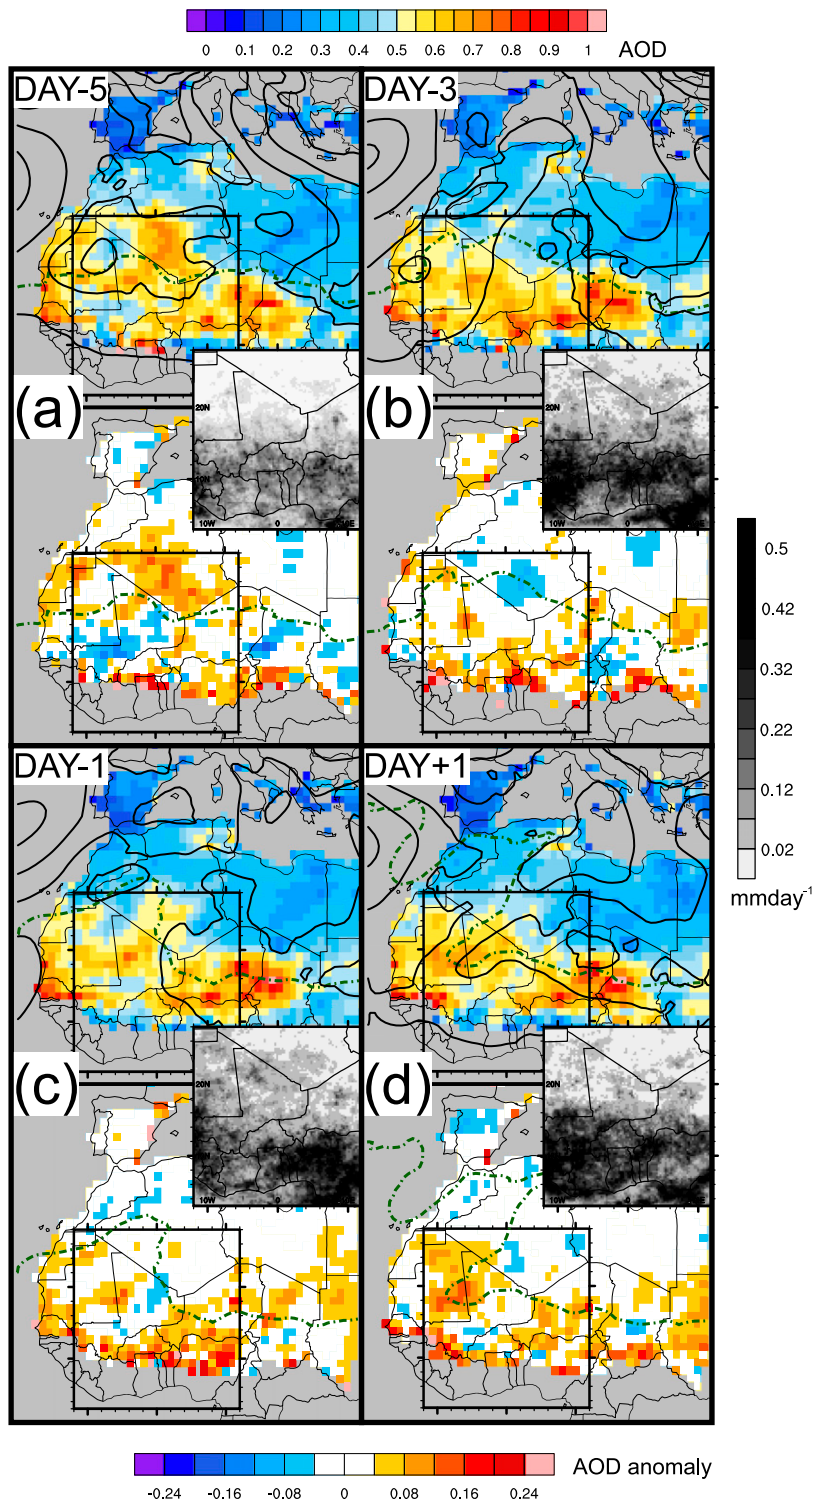 0 0.1 0.2 0.3 0.4 0.5 0.6 0.7 0.8 0.9 1 AOD
DAY-5 DAY-3
(a) (b)
20N 20N
10N 10N
10W 0 10W 0 10E
0.5
0.42
0.32
0.22
0.12
0.02
mmday-1
DAY-1 DAY+1
(c) (d)
20N 20N
10W 0 10W 0 10E
-0.24 -0.16 -0.08 0 0.08 0.16 0.24 AOD anomaly